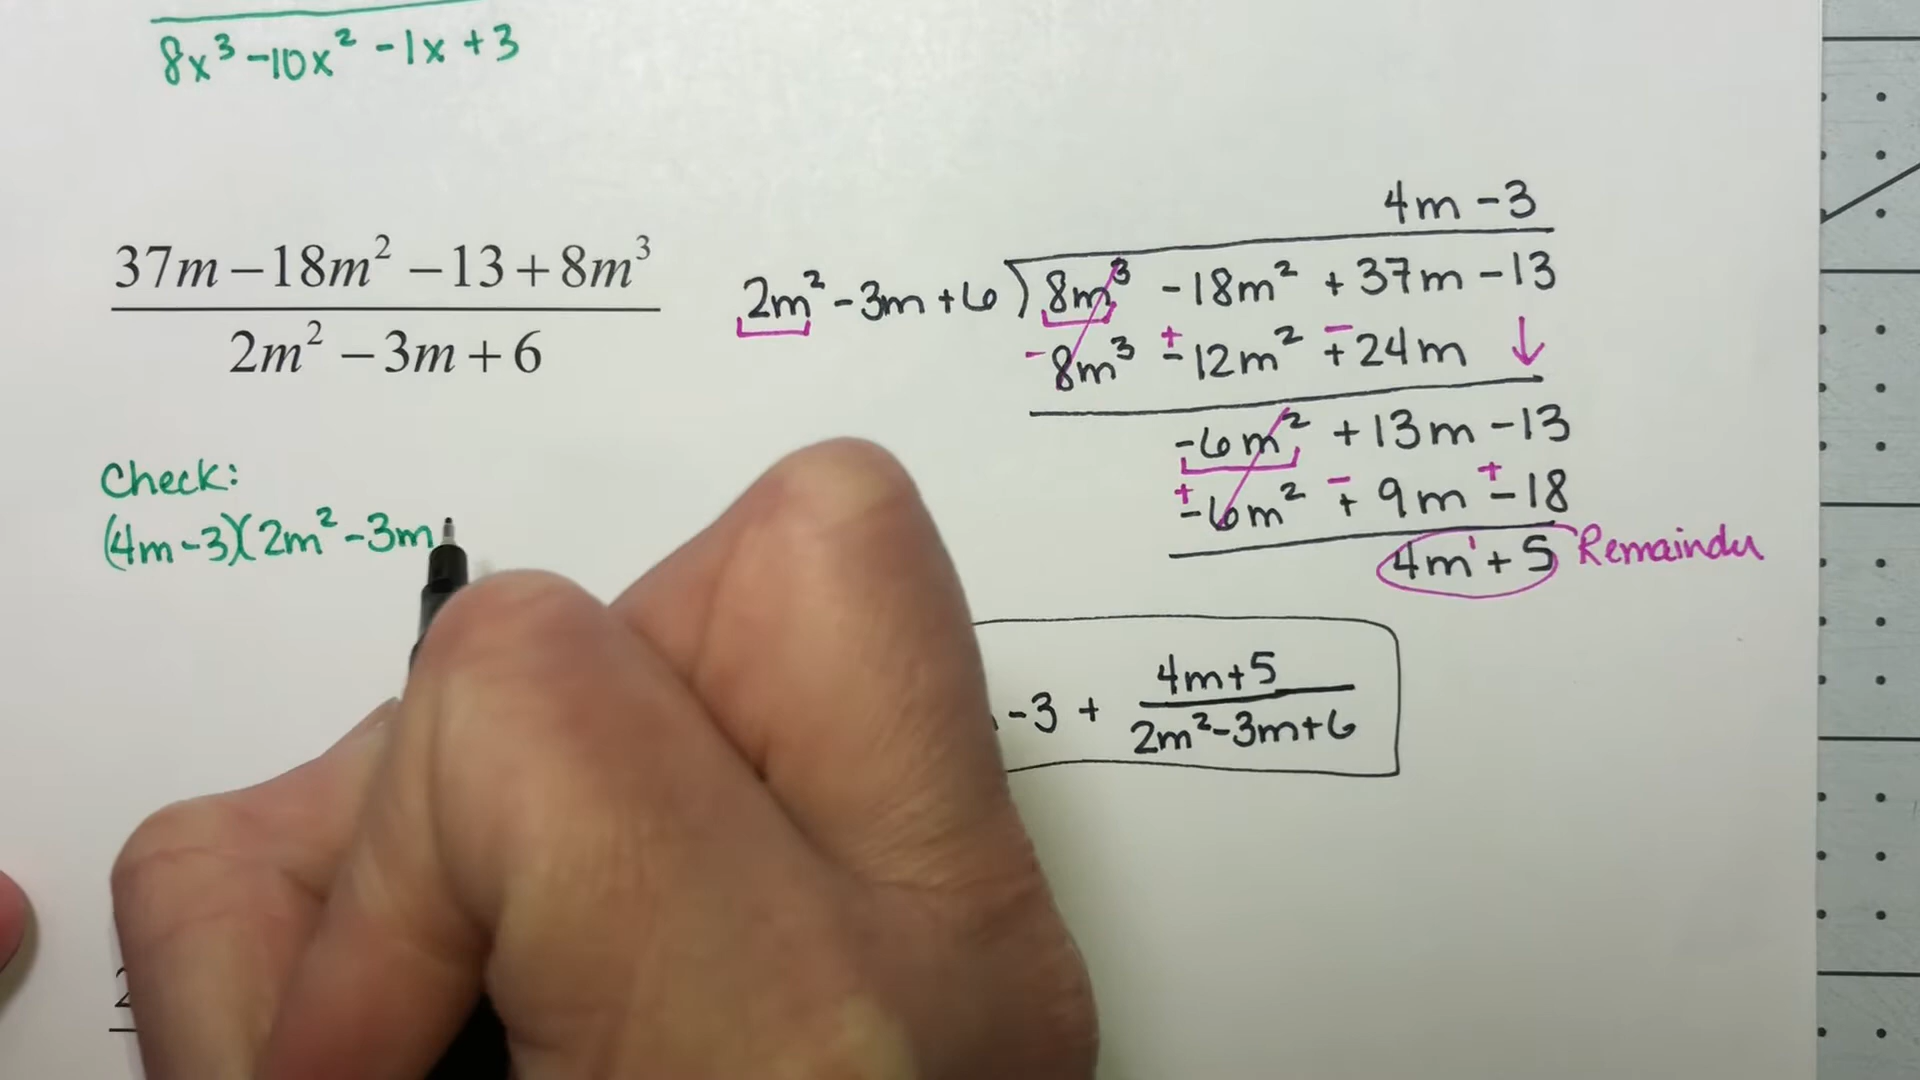 8x³ -10x² -1x +3
37m -18m² -13 +8m³
2m² -3m +6
4m -3
2m² -3m +6 ) 8m³ -18m² +37m -13
- 8m³ + -12m² - +24m ↓
-6m² +13m -13
+ -6m² - +9m + -18
4m + 5 Remainder
Check:
(4m-3)(2m² -3m
-3 + 4m+5
2m²-3m+6
2